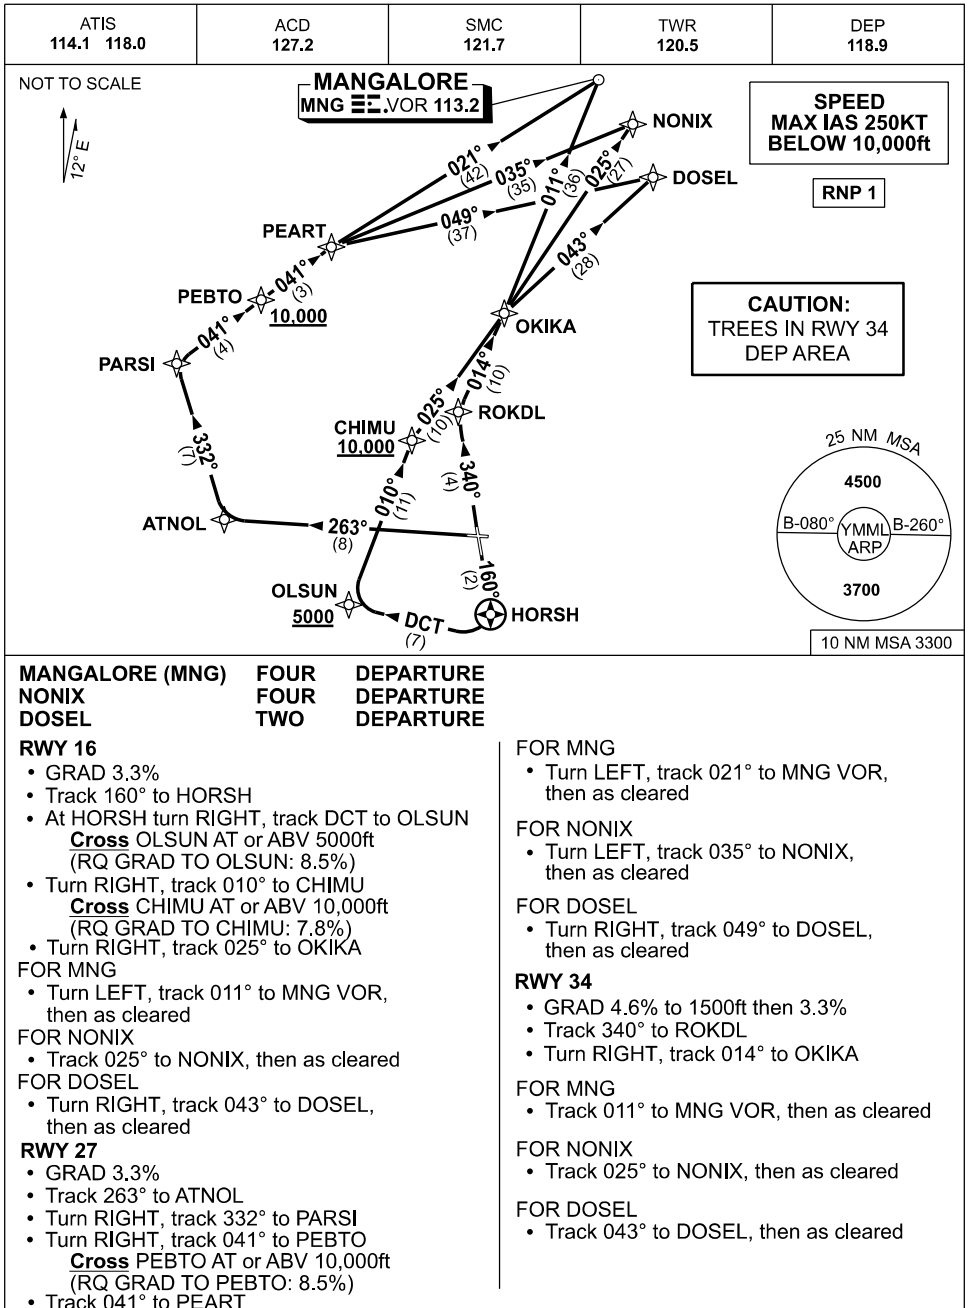 ATIS
114.1 118.0
ACD
127.2
SMC
121.7
TWR
120.5
DEP
118.9
NOT TO SCALE
12° E
MANGALORE
MNG VOR 113.2
SPEED
MAX IAS 250KT
BELOW 10,000ft
RNP 1
NONIX
DOSEL
021°
(42)
035°
(35)
011°
(36)
025°
(27)
049°
(37)
043°
(28)
PEART
041°
(3)
PEBTO
10,000
041°
(4)
PARSI
OKIKA
CAUTION:
TREES IN RWY 34
DEP AREA
014°
(10)
025°
(10)
ROKDL
CHIMU
10,000
332°
(7)
340°
(4)
010°
(11)
ATNOL
263°
(8)
160°
(2)
OLSUN
5000
DCT
(7)
HORSH
25 NM MSA
4500
B-080°
YMML
ARP
B-260°
3700
10 NM MSA 3300
MANGALORE (MNG) FOUR DEPARTURE
NONIX FOUR DEPARTURE
DOSEL TWO DEPARTURE
RWY 16
• GRAD 3.3%
• Track 160° to HORSH
• At HORSH turn RIGHT, track DCT to OLSUN
Cross OLSUN AT or ABV 5000ft
(RQ GRAD TO OLSUN: 8.5%)
• Turn RIGHT, track 010° to CHIMU
Cross CHIMU AT or ABV 10,000ft
(RQ GRAD TO CHIMU: 7.8%)
• Turn RIGHT, track 025° to OKIKA
FOR MNG
• Turn LEFT, track 011° to MNG VOR,
then as cleared
FOR NONIX
• Track 025° to NONIX, then as cleared
FOR DOSEL
• Turn RIGHT, track 043° to DOSEL,
then as cleared
RWY 27
• GRAD 3.3%
• Track 263° to ATNOL
• Turn RIGHT, track 332° to PARSI
• Turn RIGHT, track 041° to PEBTO
Cross PEBTO AT or ABV 10,000ft
(RQ GRAD TO PEBTO: 8.5%)
• Track 041° to PEART
FOR MNG
• Turn LEFT, track 021° to MNG VOR,
then as cleared
FOR NONIX
• Turn LEFT, track 035° to NONIX,
then as cleared
FOR DOSEL
• Turn RIGHT, track 049° to DOSEL,
then as cleared
RWY 34
• GRAD 4.6% to 1500ft then 3.3%
• Track 340° to ROKDL
• Turn RIGHT, track 014° to OKIKA
FOR MNG
• Track 011° to MNG VOR, then as cleared
FOR NONIX
• Track 025° to NONIX, then as cleared
FOR DOSEL
• Track 043° to DOSEL, then as cleared